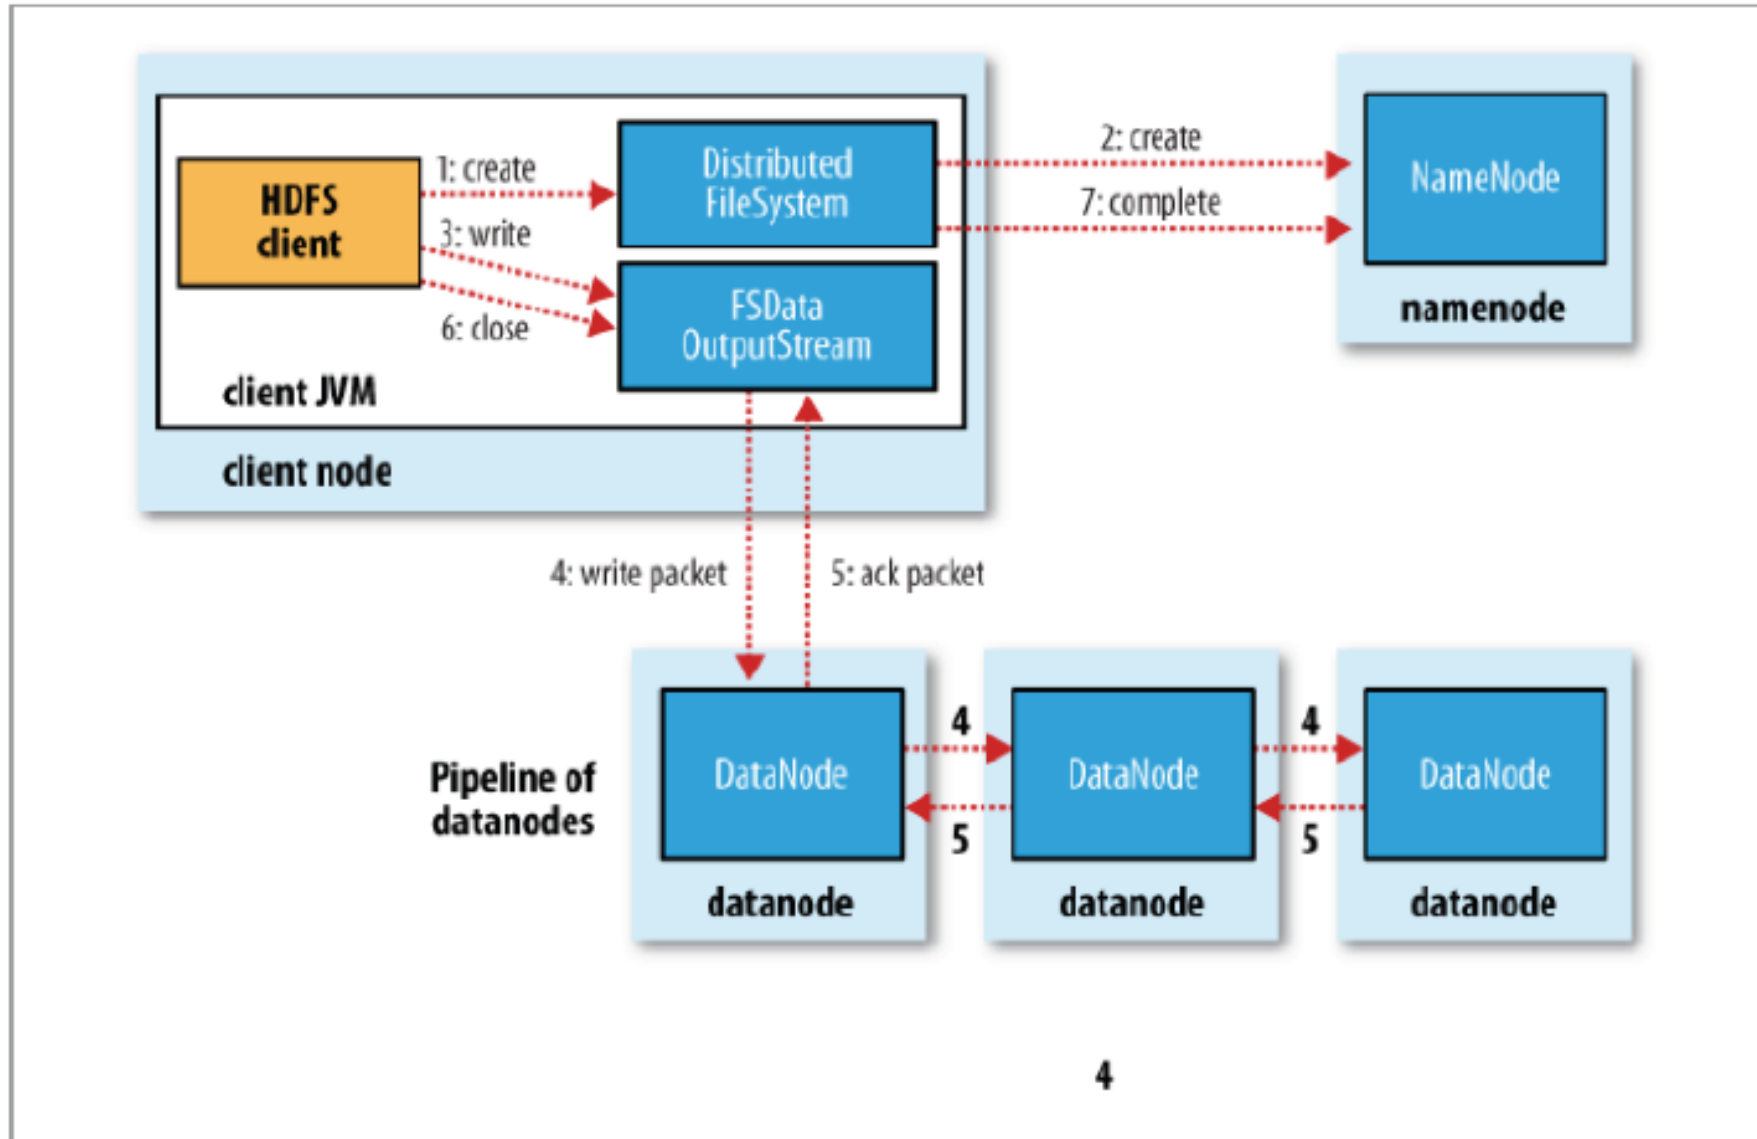 HDFS
client
1: create
3: write
6: close
Distributed
FileSystem
FSData
OutputStream
client JVM
client node
2: create
7: complete
NameNode
namenode
4: write packet
5: ack packet
Pipeline of
datanodes
DataNode
datanode
4
5
DataNode
datanode
4
5
DataNode
datanode
4